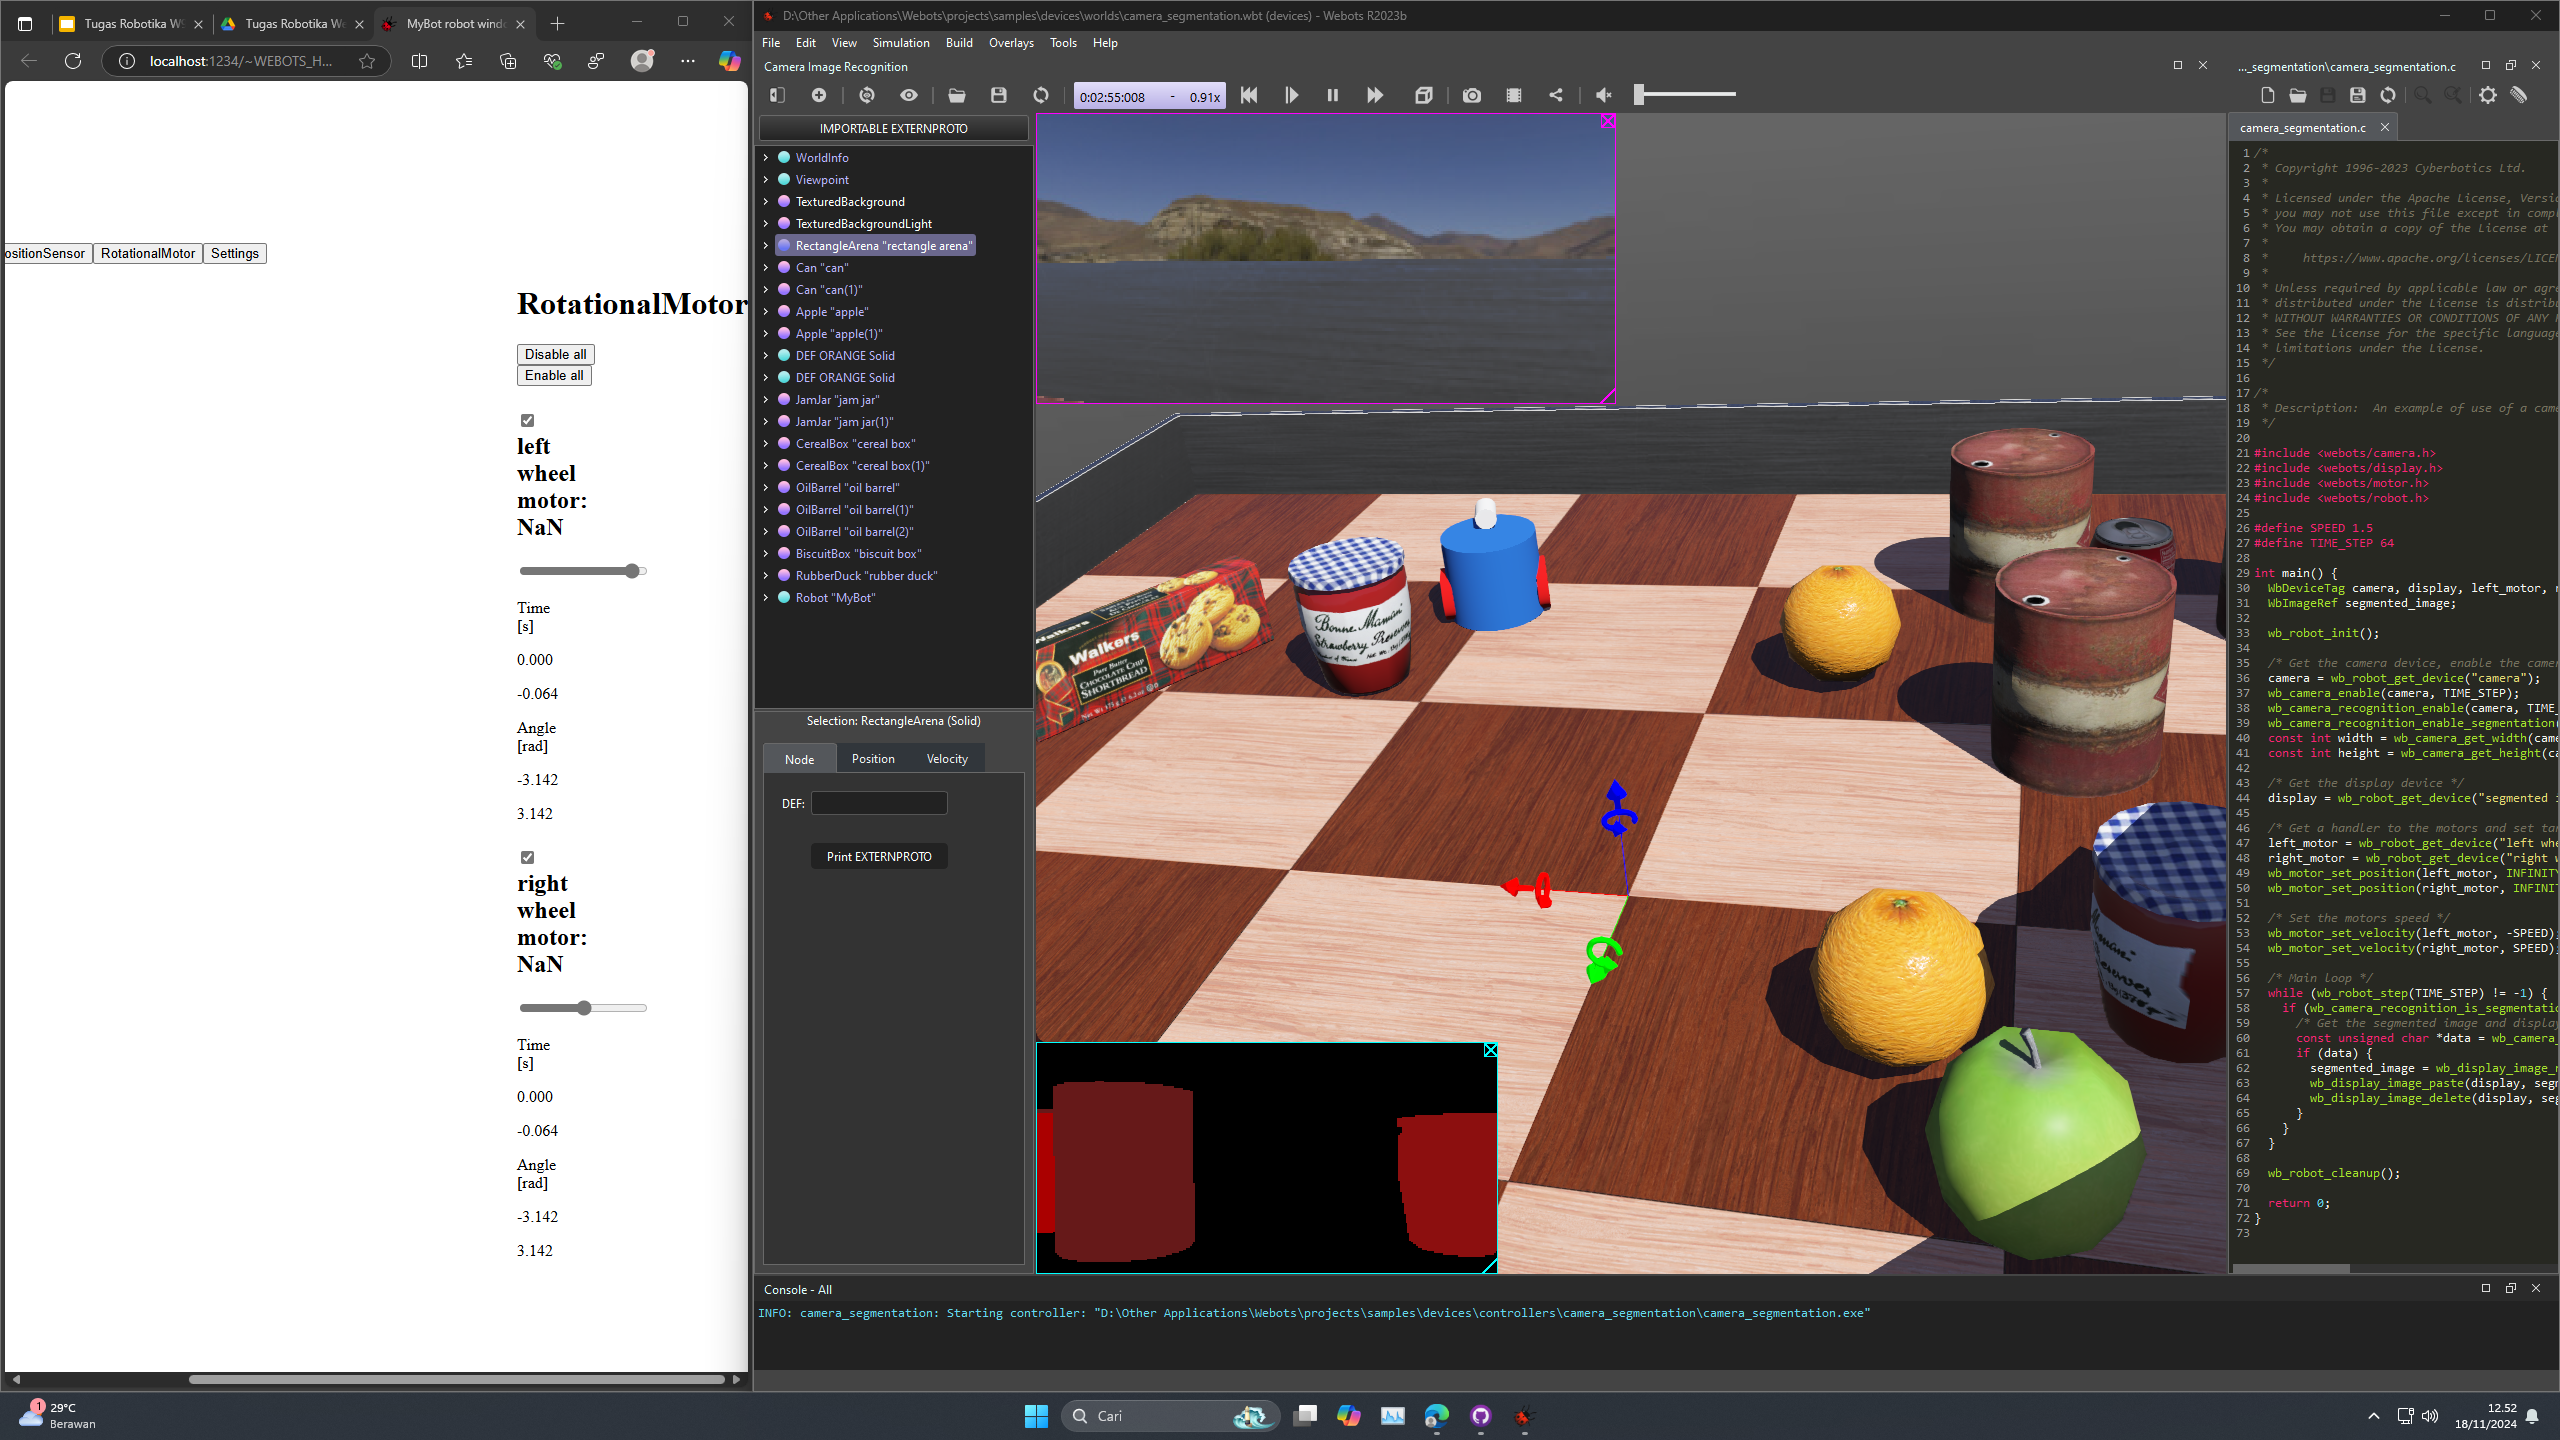 Tugas Robotika W
Tugas Robotika We
MyBot robot wind
localhost:1234/~WEBOTS_H...
ositionSensor
RotationalMotor
Settings
RotationalMotor
Disable all
Enable all
left
wheel
motor:
NaN
Time
[s]
0.000
-0.064
Angle
[rad]
-3.142
3.142
right
wheel
motor:
NaN
Time
[s]
0.000
-0.064
Angle
[rad]
-3.142
3.142
D:\Other Applications\Webots\projects\samples\devices\worlds\camera_segmentation.wbt (devices) - Webots R2023b
File Edit View Simulation Build Overlays Tools Help
Camera Image Recognition
0:02:55:008 - 0.91x
IMPORTABLE EXTERNPROTO
WorldInfo
Viewpoint
TexturedBackground
TexturedBackgroundLight
RectangleArena "rectangle arena"
Can "can"
Can "can(1)"
Apple "apple"
Apple "apple(1)"
DEF ORANGE Solid
DEF ORANGE Solid
JamJar "jam jar"
JamJar "jam jar(1)"
CerealBox "cereal box"
CerealBox "cereal box(1)"
OilBarrel "oil barrel"
OilBarrel "oil barrel(1)"
OilBarrel "oil barrel(2)"
BiscuitBox "biscuit box"
RubberDuck "rubber duck"
Robot "MyBot"
Selection: RectangleArena (Solid)
Node Position Velocity
DEF:
Print EXTERNPROTO
Walkers
Pure Butter
CHOCOLATE CHIP
SHORTBREAD
Bonne Maman
Strawberry Preserves
..._segmentation\camera_segmentation.c
camera_segmentation.c
1 /*
2 * Copyright 1996-2023 Cyberbotics Ltd.
3 *
4 * Licensed under the Apache License, Versi
5 * you may not use this file except in comp
6 * You may obtain a copy of the License at
7 *
8 * https://www.apache.org/licenses/LICEN
9 *
10 * Unless required by applicable law or agre
11 * distributed under the License is distribu
12 * WITHOUT WARRANTIES OR CONDITIONS OF ANY
13 * See the License for the specific language
14 * limitations under the License.
15 */
16
17 /*
18 * Description: An example of use of a came
19 */
20
21 #include <webots/camera.h>
22 #include <webots/display.h>
23 #include <webots/motor.h>
24 #include <webots/robot.h>
25
26 #define SPEED 1.5
27 #define TIME_STEP 64
28
29 int main() {
30 WbDeviceTag camera, display, left_motor, r
31 WbImageRef segmented_image;
32
33 wb_robot_init();
34
35 /* Get the camera device, enable the camer
36 camera = wb_robot_get_device("camera");
37 wb_camera_enable(camera, TIME_STEP);
38 wb_camera_recognition_enable(camera, TIME_
39 wb_camera_recognition_enable_segmentation(
40 const int width = wb_camera_get_width(came
41 const int height = wb_camera_get_height(ca
42
43 /* Get the display device */
44 display = wb_robot_get_device("segmented i
45
46 /* Get a handler to the motors and set tar
47 left_motor = wb_robot_get_device("left whe
48 right_motor = wb_robot_get_device("right w
49 wb_motor_set_position(left_motor, INFINITY
50 wb_motor_set_position(right_motor, INFINIT
51
52 /* Set the motors speed */
53 wb_motor_set_velocity(left_motor, -SPEED);
54 wb_motor_set_velocity(right_motor, SPEED);
55
56 /* Main loop */
57 while (wb_robot_step(TIME_STEP) != -1) {
58 if (wb_camera_recognition_is_segmentatio
59 /* Get the segmented image and display
60 const unsigned char *data = wb_camera_
61 if (data) {
62 segmented_image = wb_display_image_n
63 wb_display_image_paste(display, segm
64 wb_display_image_delete(display, seg
65 }
66 }
67 }
68
69 wb_robot_cleanup();
70
71 return 0;
72 }
73
Console - All
INFO: camera_segmentation: Starting controller: "D:\Other Applications\Webots\projects\samples\devices\controllers\camera_segmentation\camera_segmentation.exe"
1
29°C
Berawan
Cari
12.52
18/11/2024